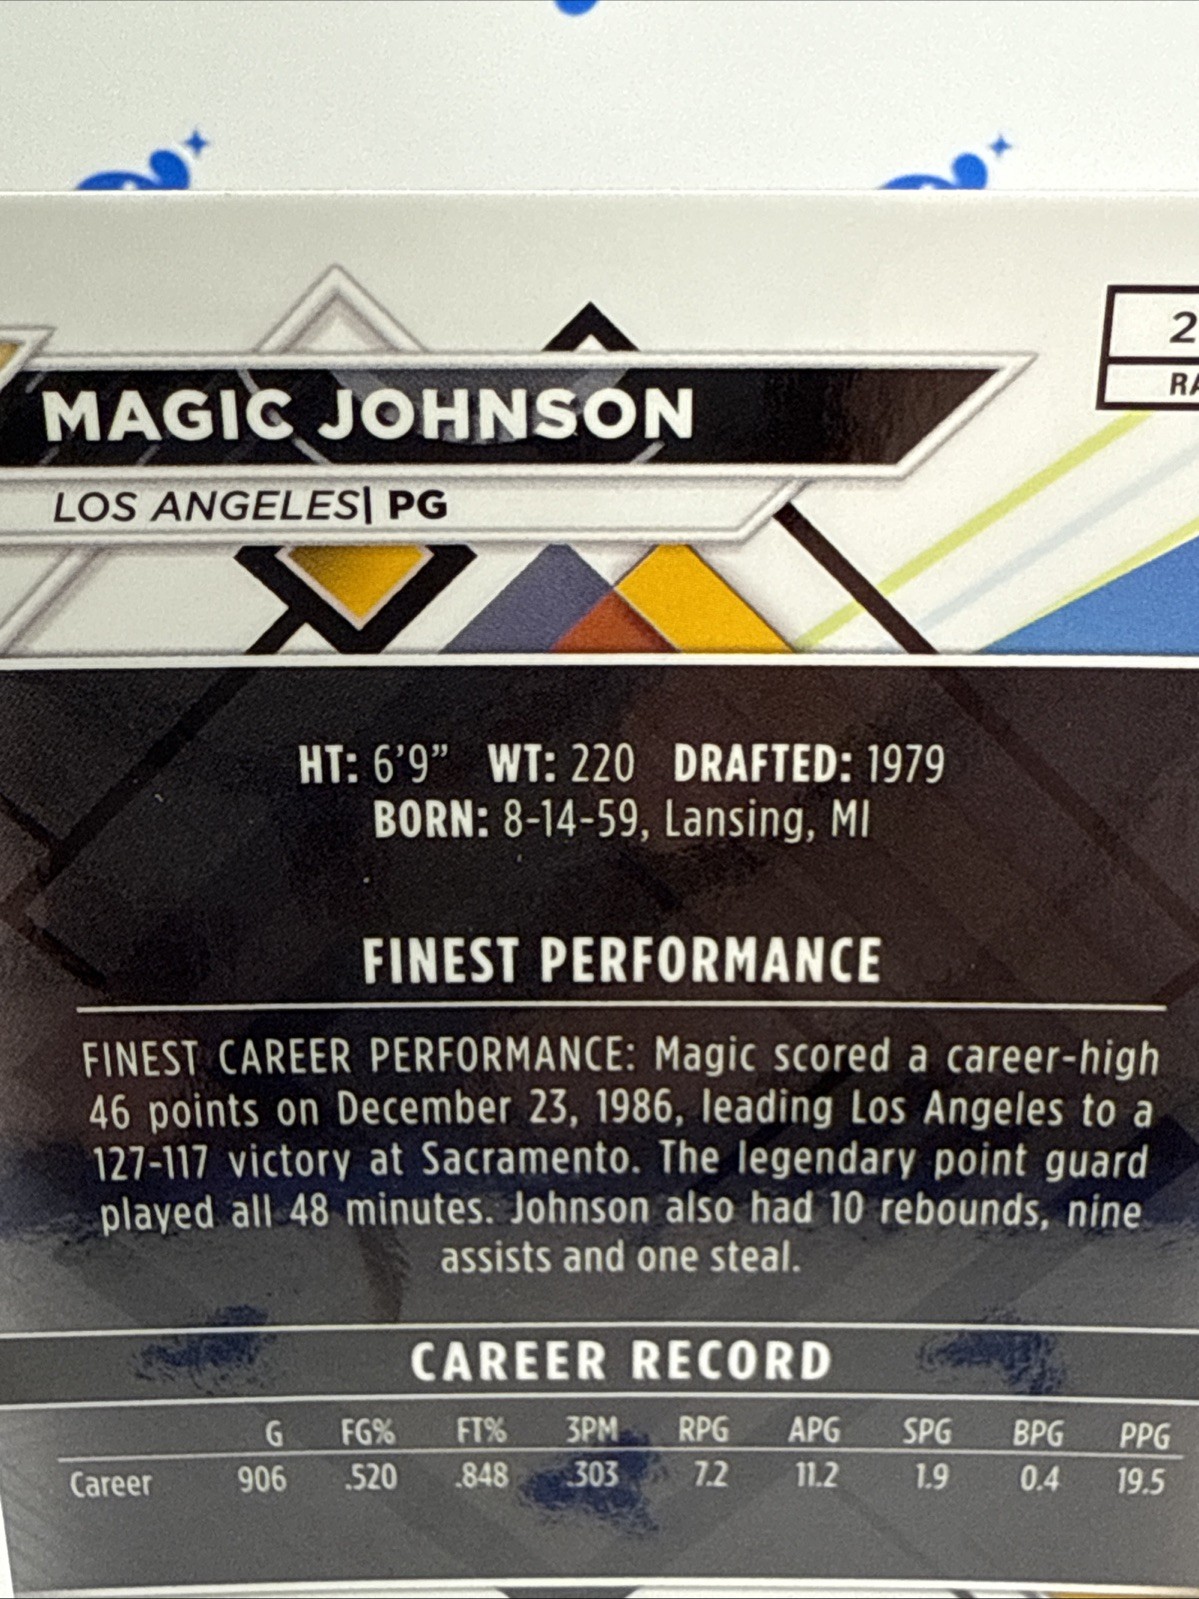 MAGIC JOHNSON
LOS ANGELES| PG
HT: 6'9” WT: 220 DRAFTED: 1979
BORN: 8-14-59, Lansing, MI
FINEST PERFORMANCE
FINEST CAREER PERFORMANCE: Magic scored a career-high
46 points on December 23, 1986, leading Los Angeles to a
127-117 victory at Sacramento. The legendary point guard
played all 48 minutes. Johnson also had 10 rebounds, nine
assists and one steal.
CAREER RECORD
G FG% FT% 3PM RPG APG SPG BPG PPG
Career 906 .520 .848 .303 7.2 11.2 1.9 0.4 19.5